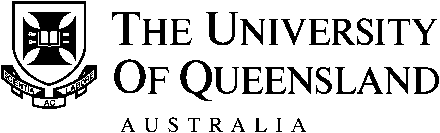 THE UNIVERSITY
OF QUEENSLAND
AUSTRALIA
SCIENTIA AC LABORE